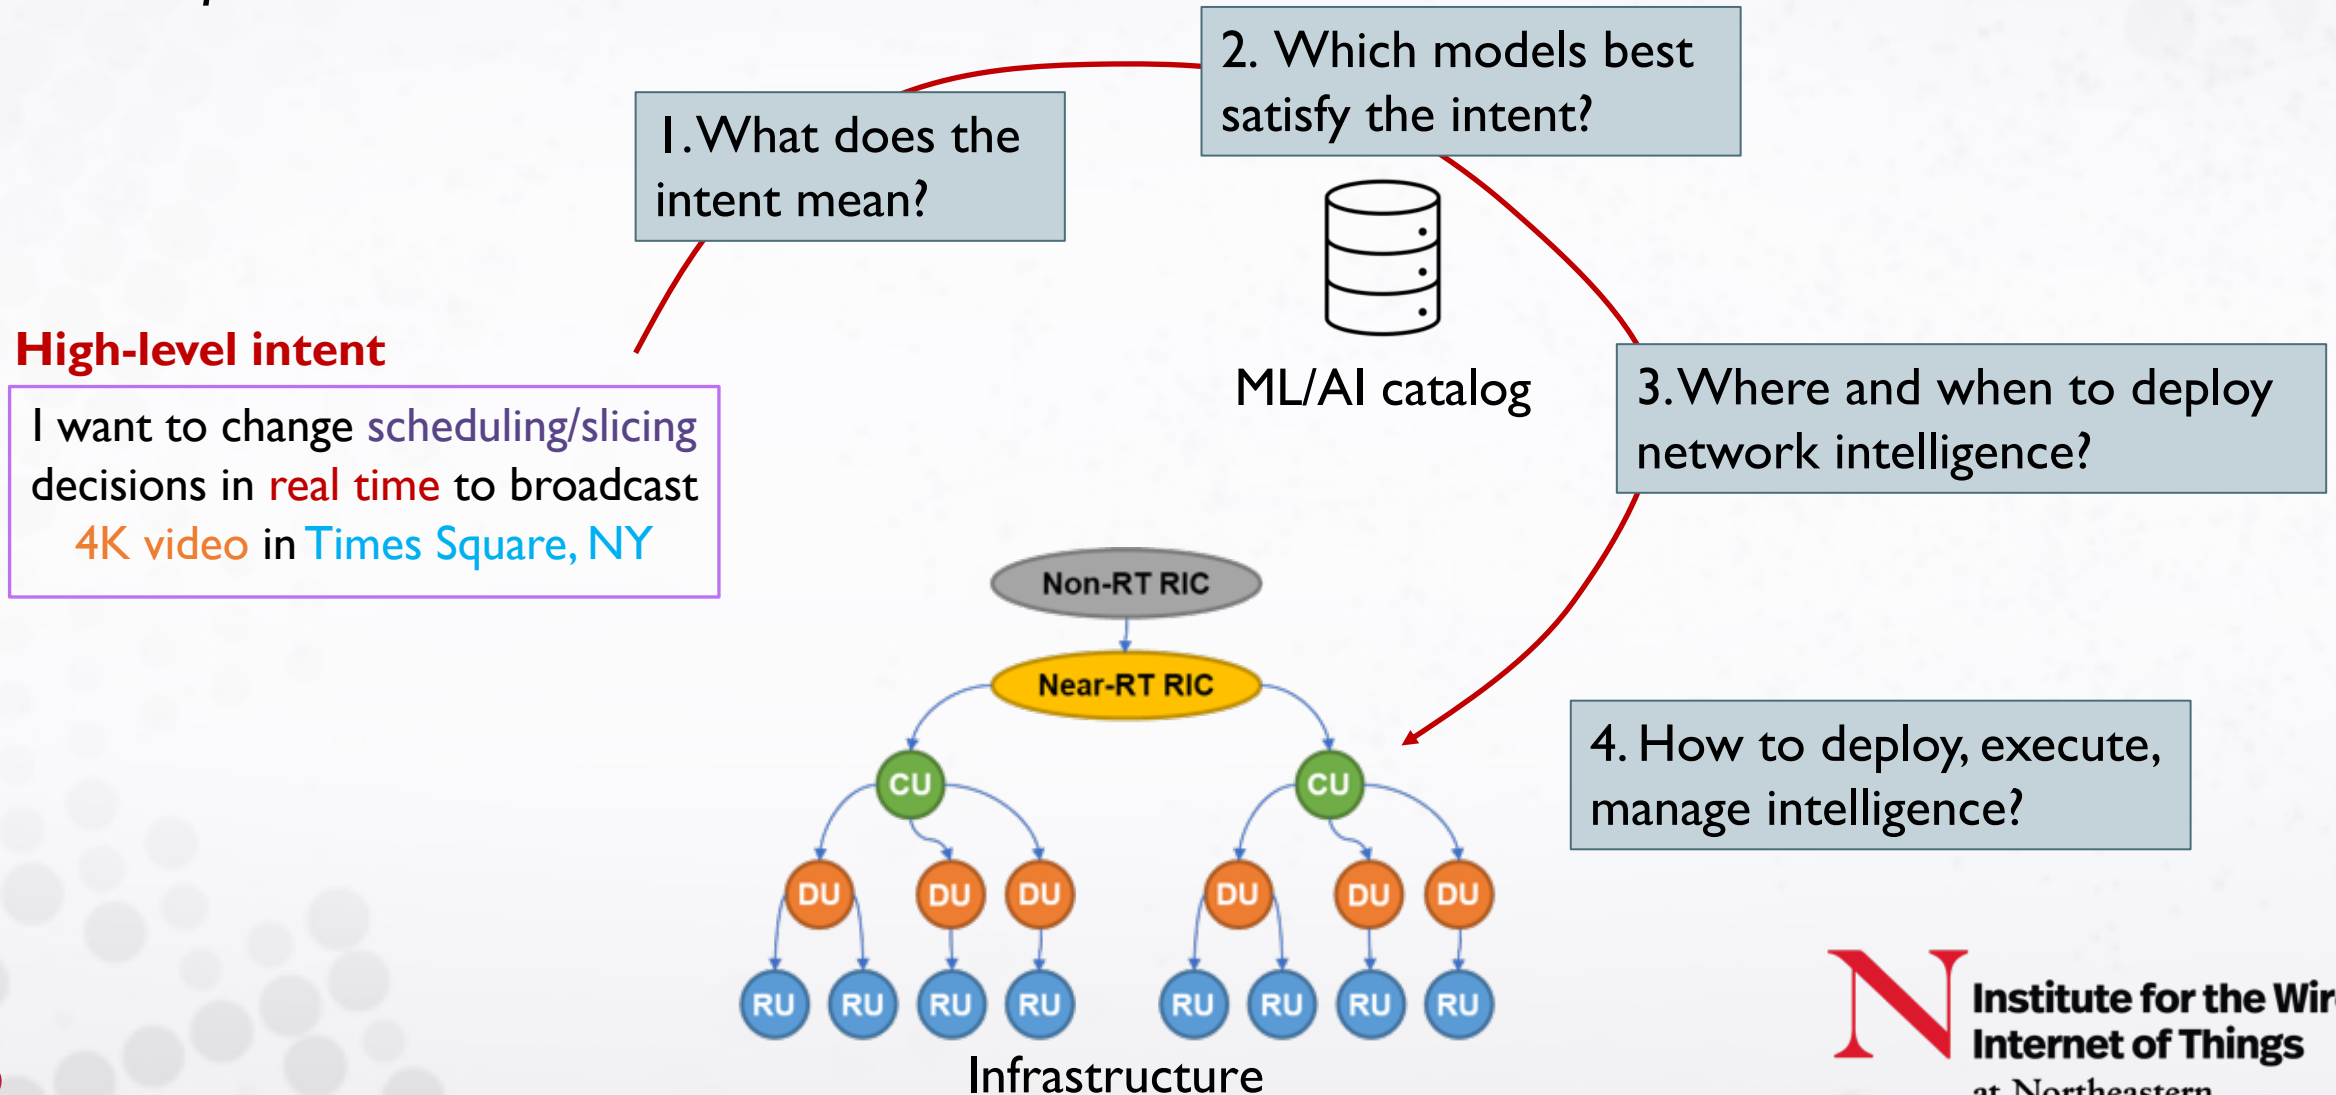 High-level intent
I want to change scheduling/slicing
decisions in real time to broadcast
4K video in Times Square, NY
1. What does the
intent mean?
2. Which models best
satisfy the intent?
ML/AI catalog
3. Where and when to deploy
network intelligence?
4. How to deploy, execute,
manage intelligence?
Non-RT RIC
Near-RT RIC
CU CU
DU DU DU DU DU DU
RU RU RU RU RU RU RU RU
Infrastructure
N
Institute for the
Internet of Things
at Northeastern